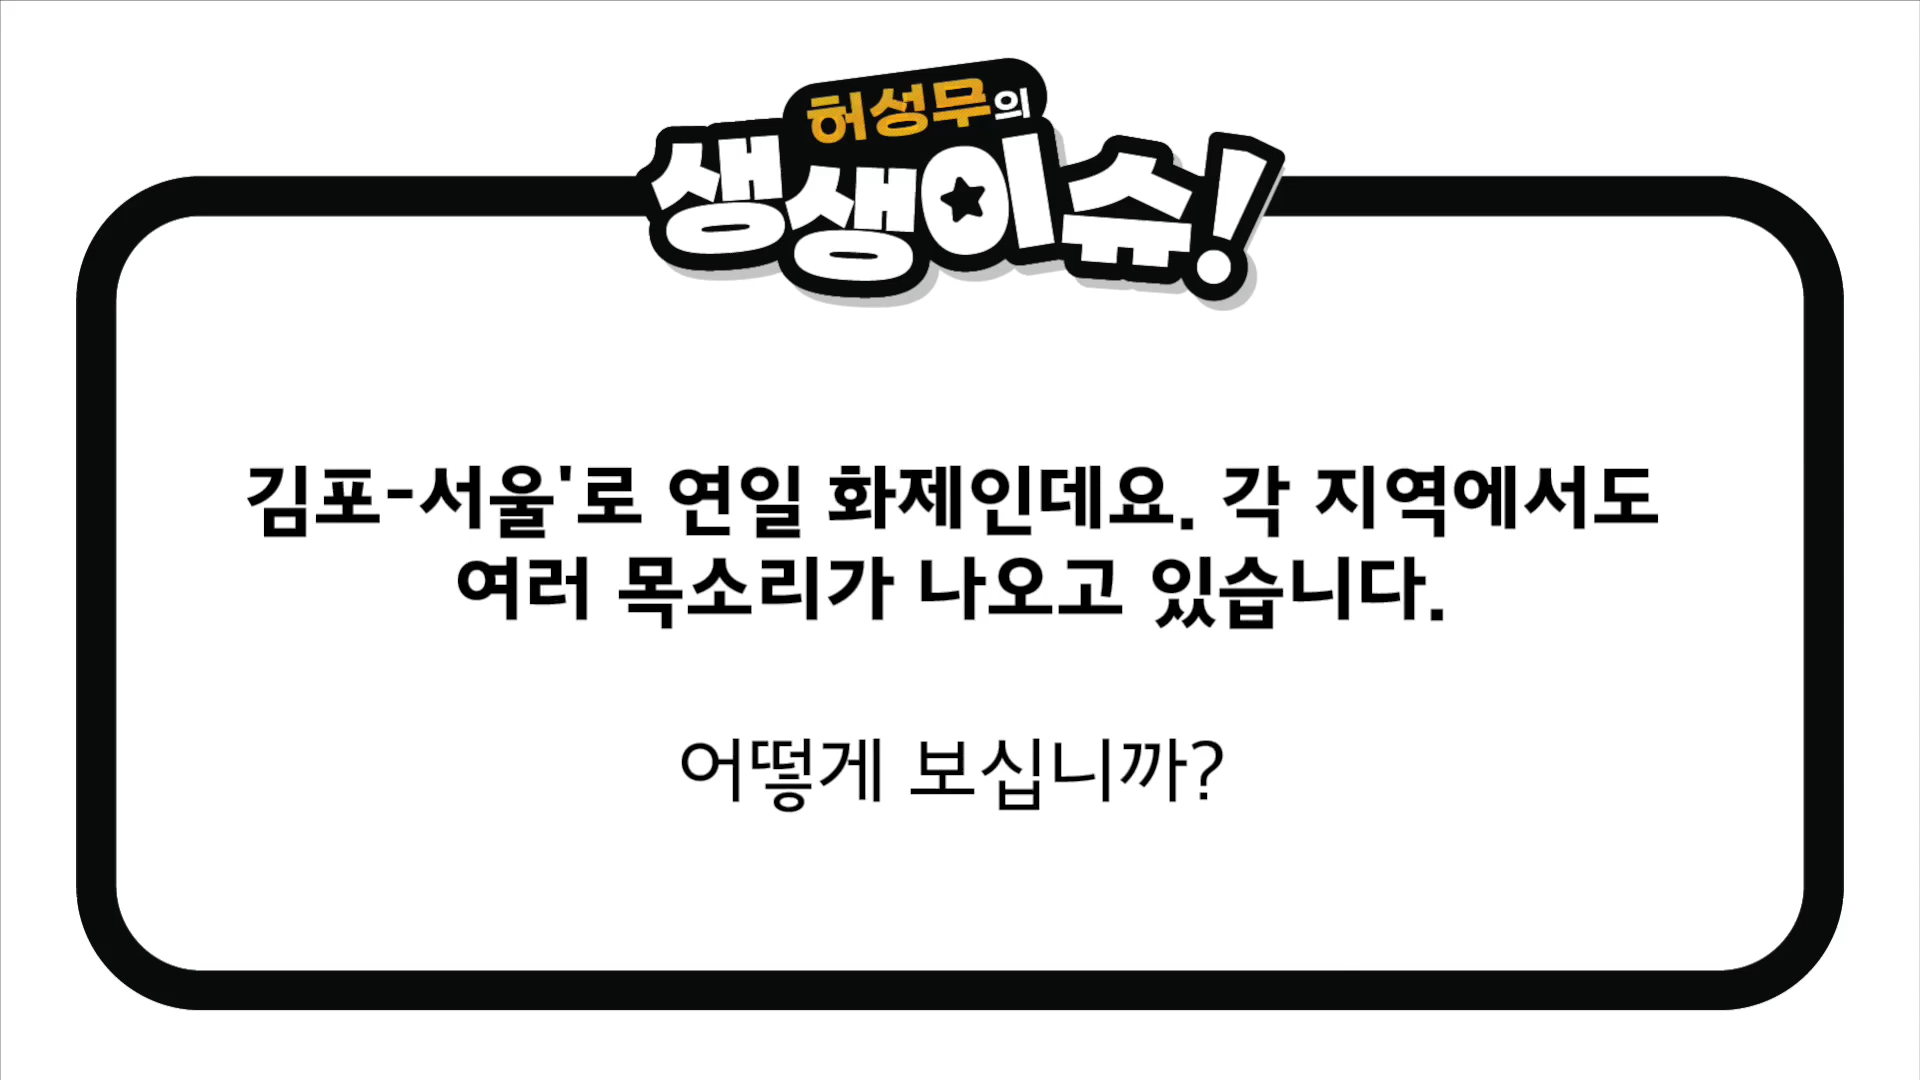 허성무의
생생이슈!
김포-서울'로 연일 화제인데요. 각 지역에서도
여러 목소리가 나오고 있습니다.
어떻게 보십니까?